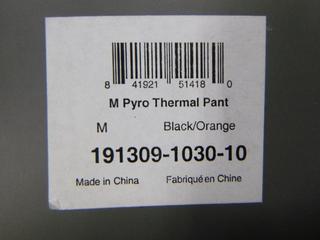 8 41921 51418 0
M Pyro Thermal Pant
M Black/Orange
191309-1030-10
Made in China Fabriqué en Chine